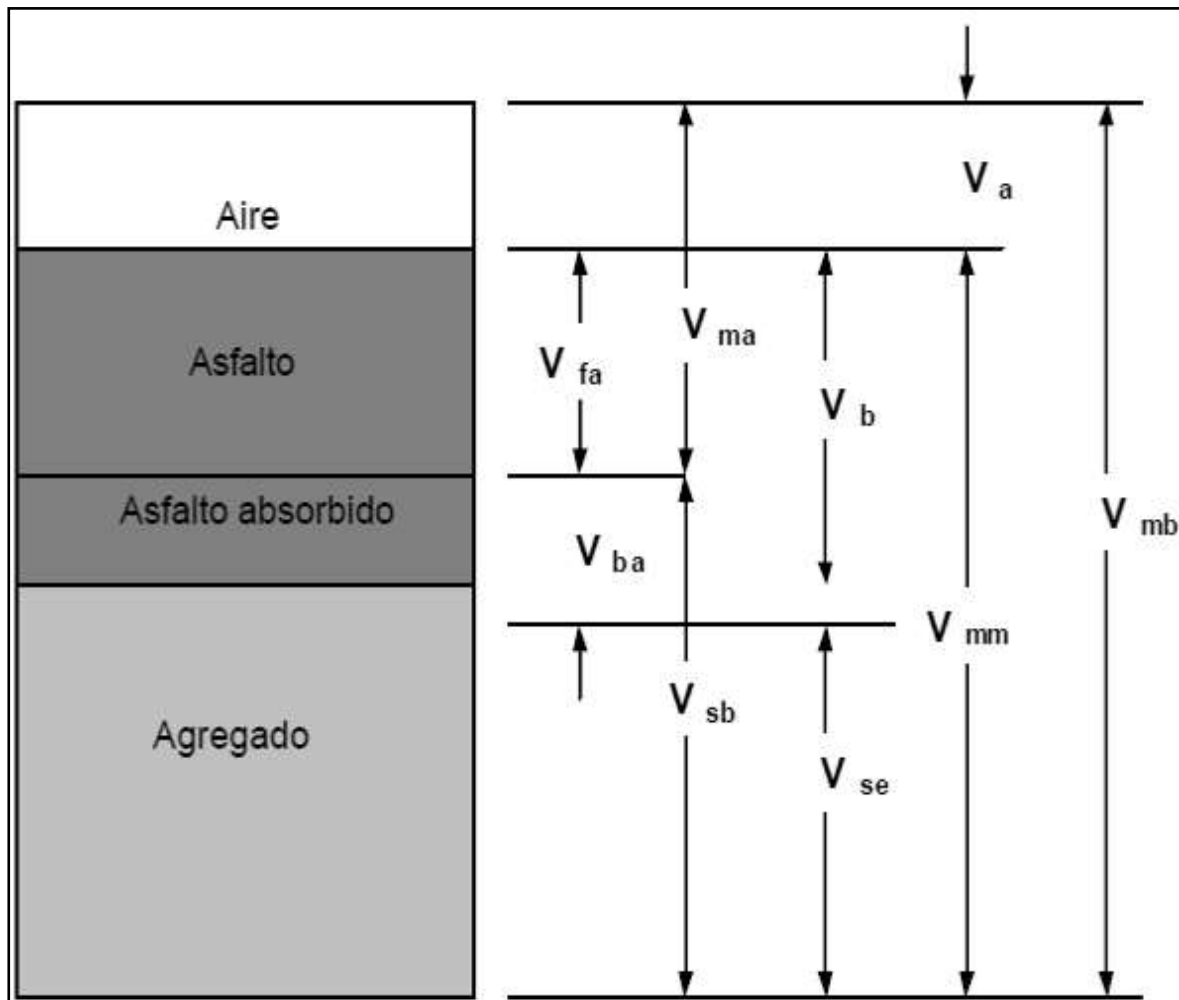 Aire
Asfalto
Asfalto absorbido
Agregado
V a
V ma
V fa
V b
V mb
V ba
V mm
V sb
V se